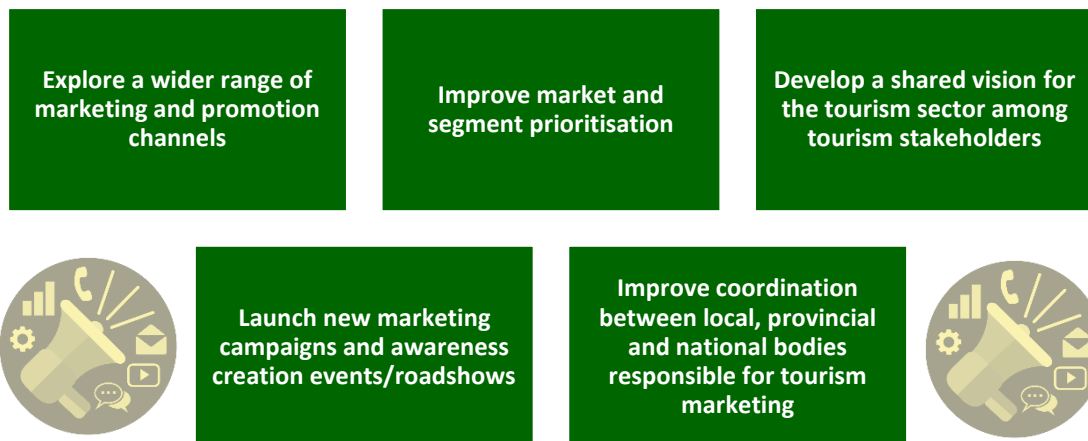 Explore a wider range of
marketing and promotion
channels
Improve market and
segment prioritisation
Develop a shared vision for
the tourism sector among
tourism stakeholders
Launch new marketing
campaigns and awareness
creation events/roadshows
Improve coordination
between local, provincial
and national bodies
responsible for tourism
marketing